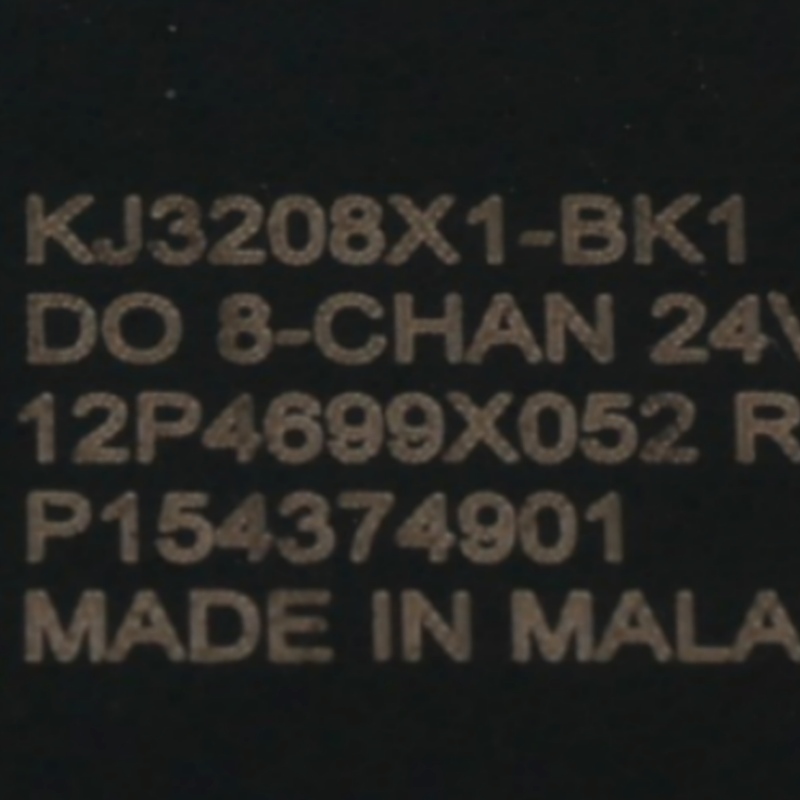 KJ3208X1-BK1
DO 8-CHAN 24V
12P4699X052 R
P154374901
MADE IN MALA